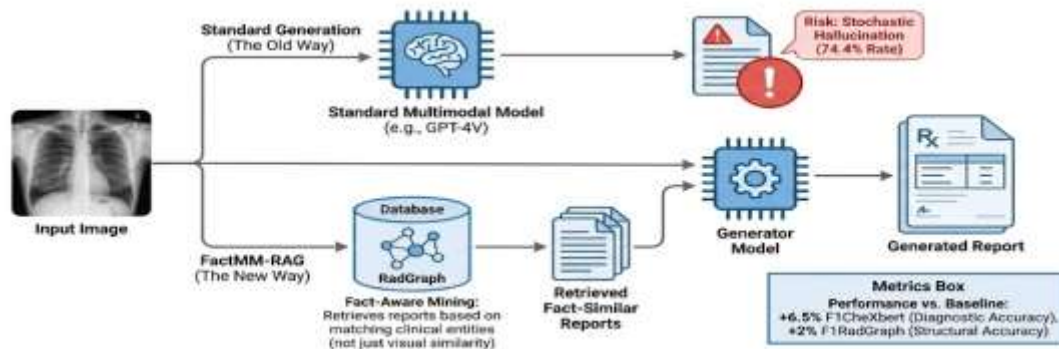 Standard Generation
(The Old Way)
Standard Multimodal Model
(e.g., GPT-4V)
Risk: Stochastic
Hallucination
(74.4% Rate)
Input Image
FactMM-RAG
(The New Way)
Database
RadGraph
Fact-Aware Mining:
Retrieves reports based on
matching clinical entities
(not just visual similarity)
Retrieved
Fact-Similar
Reports
Generator
Model
Rx
Generated Report
Metrics Box
Performance vs. Baseline:
+6.5% F1CheXbert (Diagnostic Accuracy),
+2% F1RadGraph (Structural Accuracy)